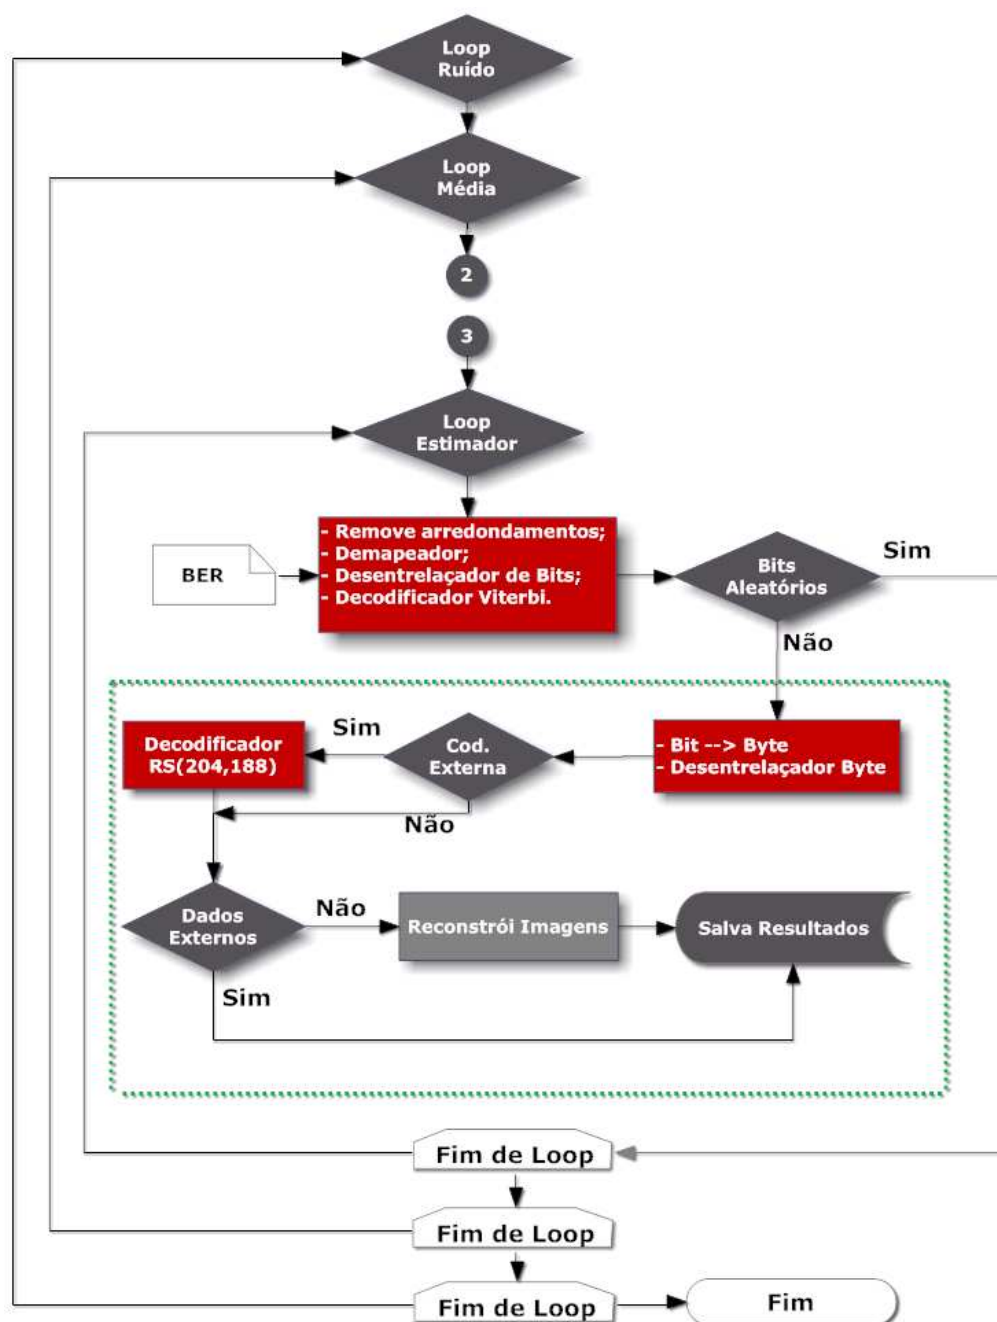 Loop
Ruído
Loop
Média
2
3
Loop
Estimador
BER
- Remove arredondamentos;
- Demapeador;
- Desentrelaçador de Bits;
- Decodificador Viterbi.
Bits
Aleatórios
Sim
Não
Decodificador
RS(204,188)
Sim
Cod.
Externa
Não
- Bit --> Byte
- Desentrelaçador Byte
Dados
Externos
Não
Sim
Reconstrói Imagens
Salva Resultados
Fim de Loop
Fim de Loop
Fim de Loop
Fim